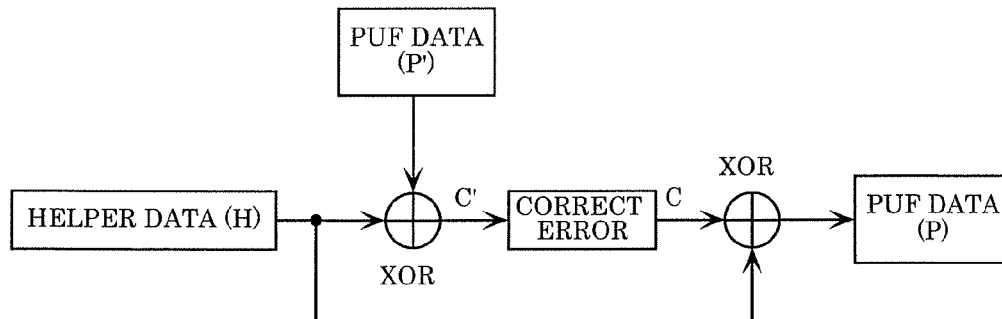 PUF DATA
(P')
XOR
HELPER DATA (H)
C'
CORRECT
ERROR
C
PUF DATA
(P)
XOR